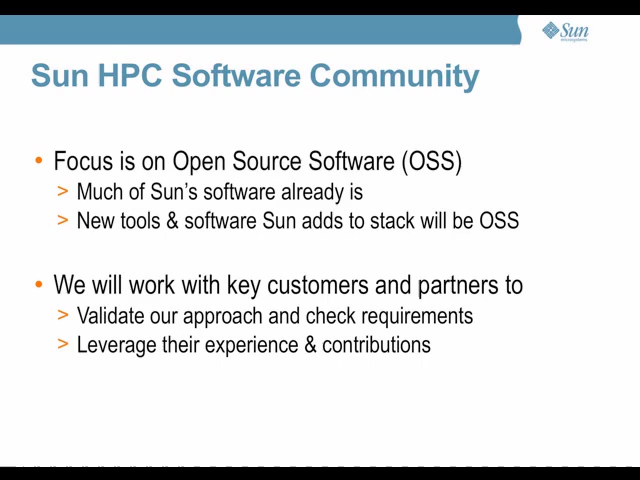 Sun
microsystems
Sun HPC Software Community
• Focus is on Open Source Software (OSS)
> Much of Sun's software already is
> New tools & software Sun adds to stack will be OSS
• We will work with key customers and partners to
> Validate our approach and check requirements
> Leverage their experience & contributions